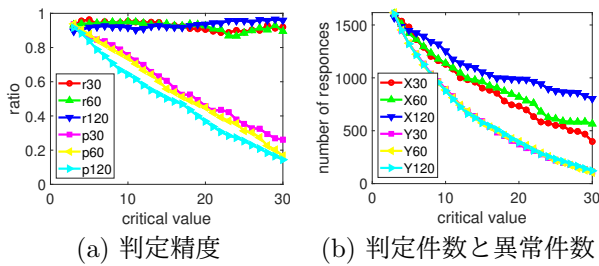 1
0.8
0.6
0.4
0.2
0
ratio
r30
r60
r120
p30
p60
p120
0 10 20 30
critical value
(a) 判定精度
1500
1000
500
0
number of responces
X30
X60
X120
Y30
Y60
Y120
0 10 20 30
critical value
(b) 判定件数と異常件数